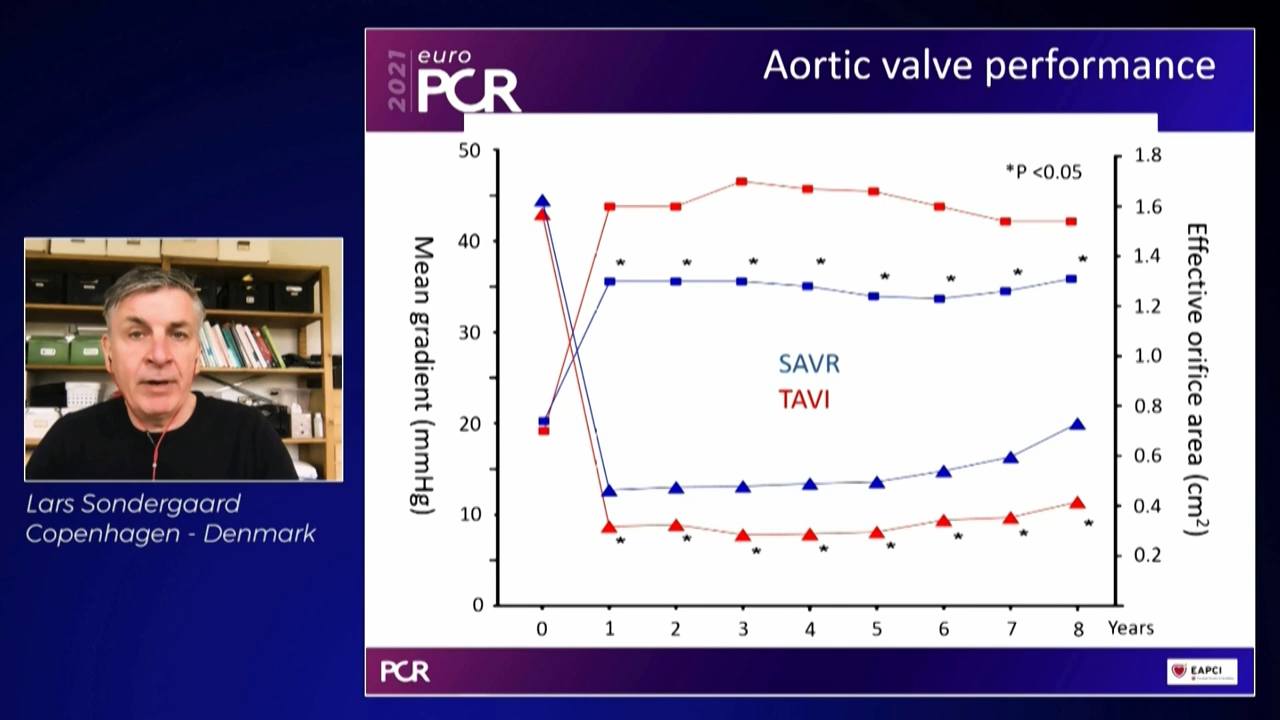 2021
euro
PCR
Aortic valve performance
*P <0.05
50
40
30
20
10
0
Mean gradient (mmHg)
1.8
1.6
1.4
1.2
1.0
0.8
0.6
0.4
0.2
Effective orifice area (cm²)
* * * * * * * *
SAVR
TAVI
* * * * * * * *
0 1 2 3 4 5 6 7 8 Years
Lars Sondergaard
Copenhagen - Denmark
PCR
EAPCI